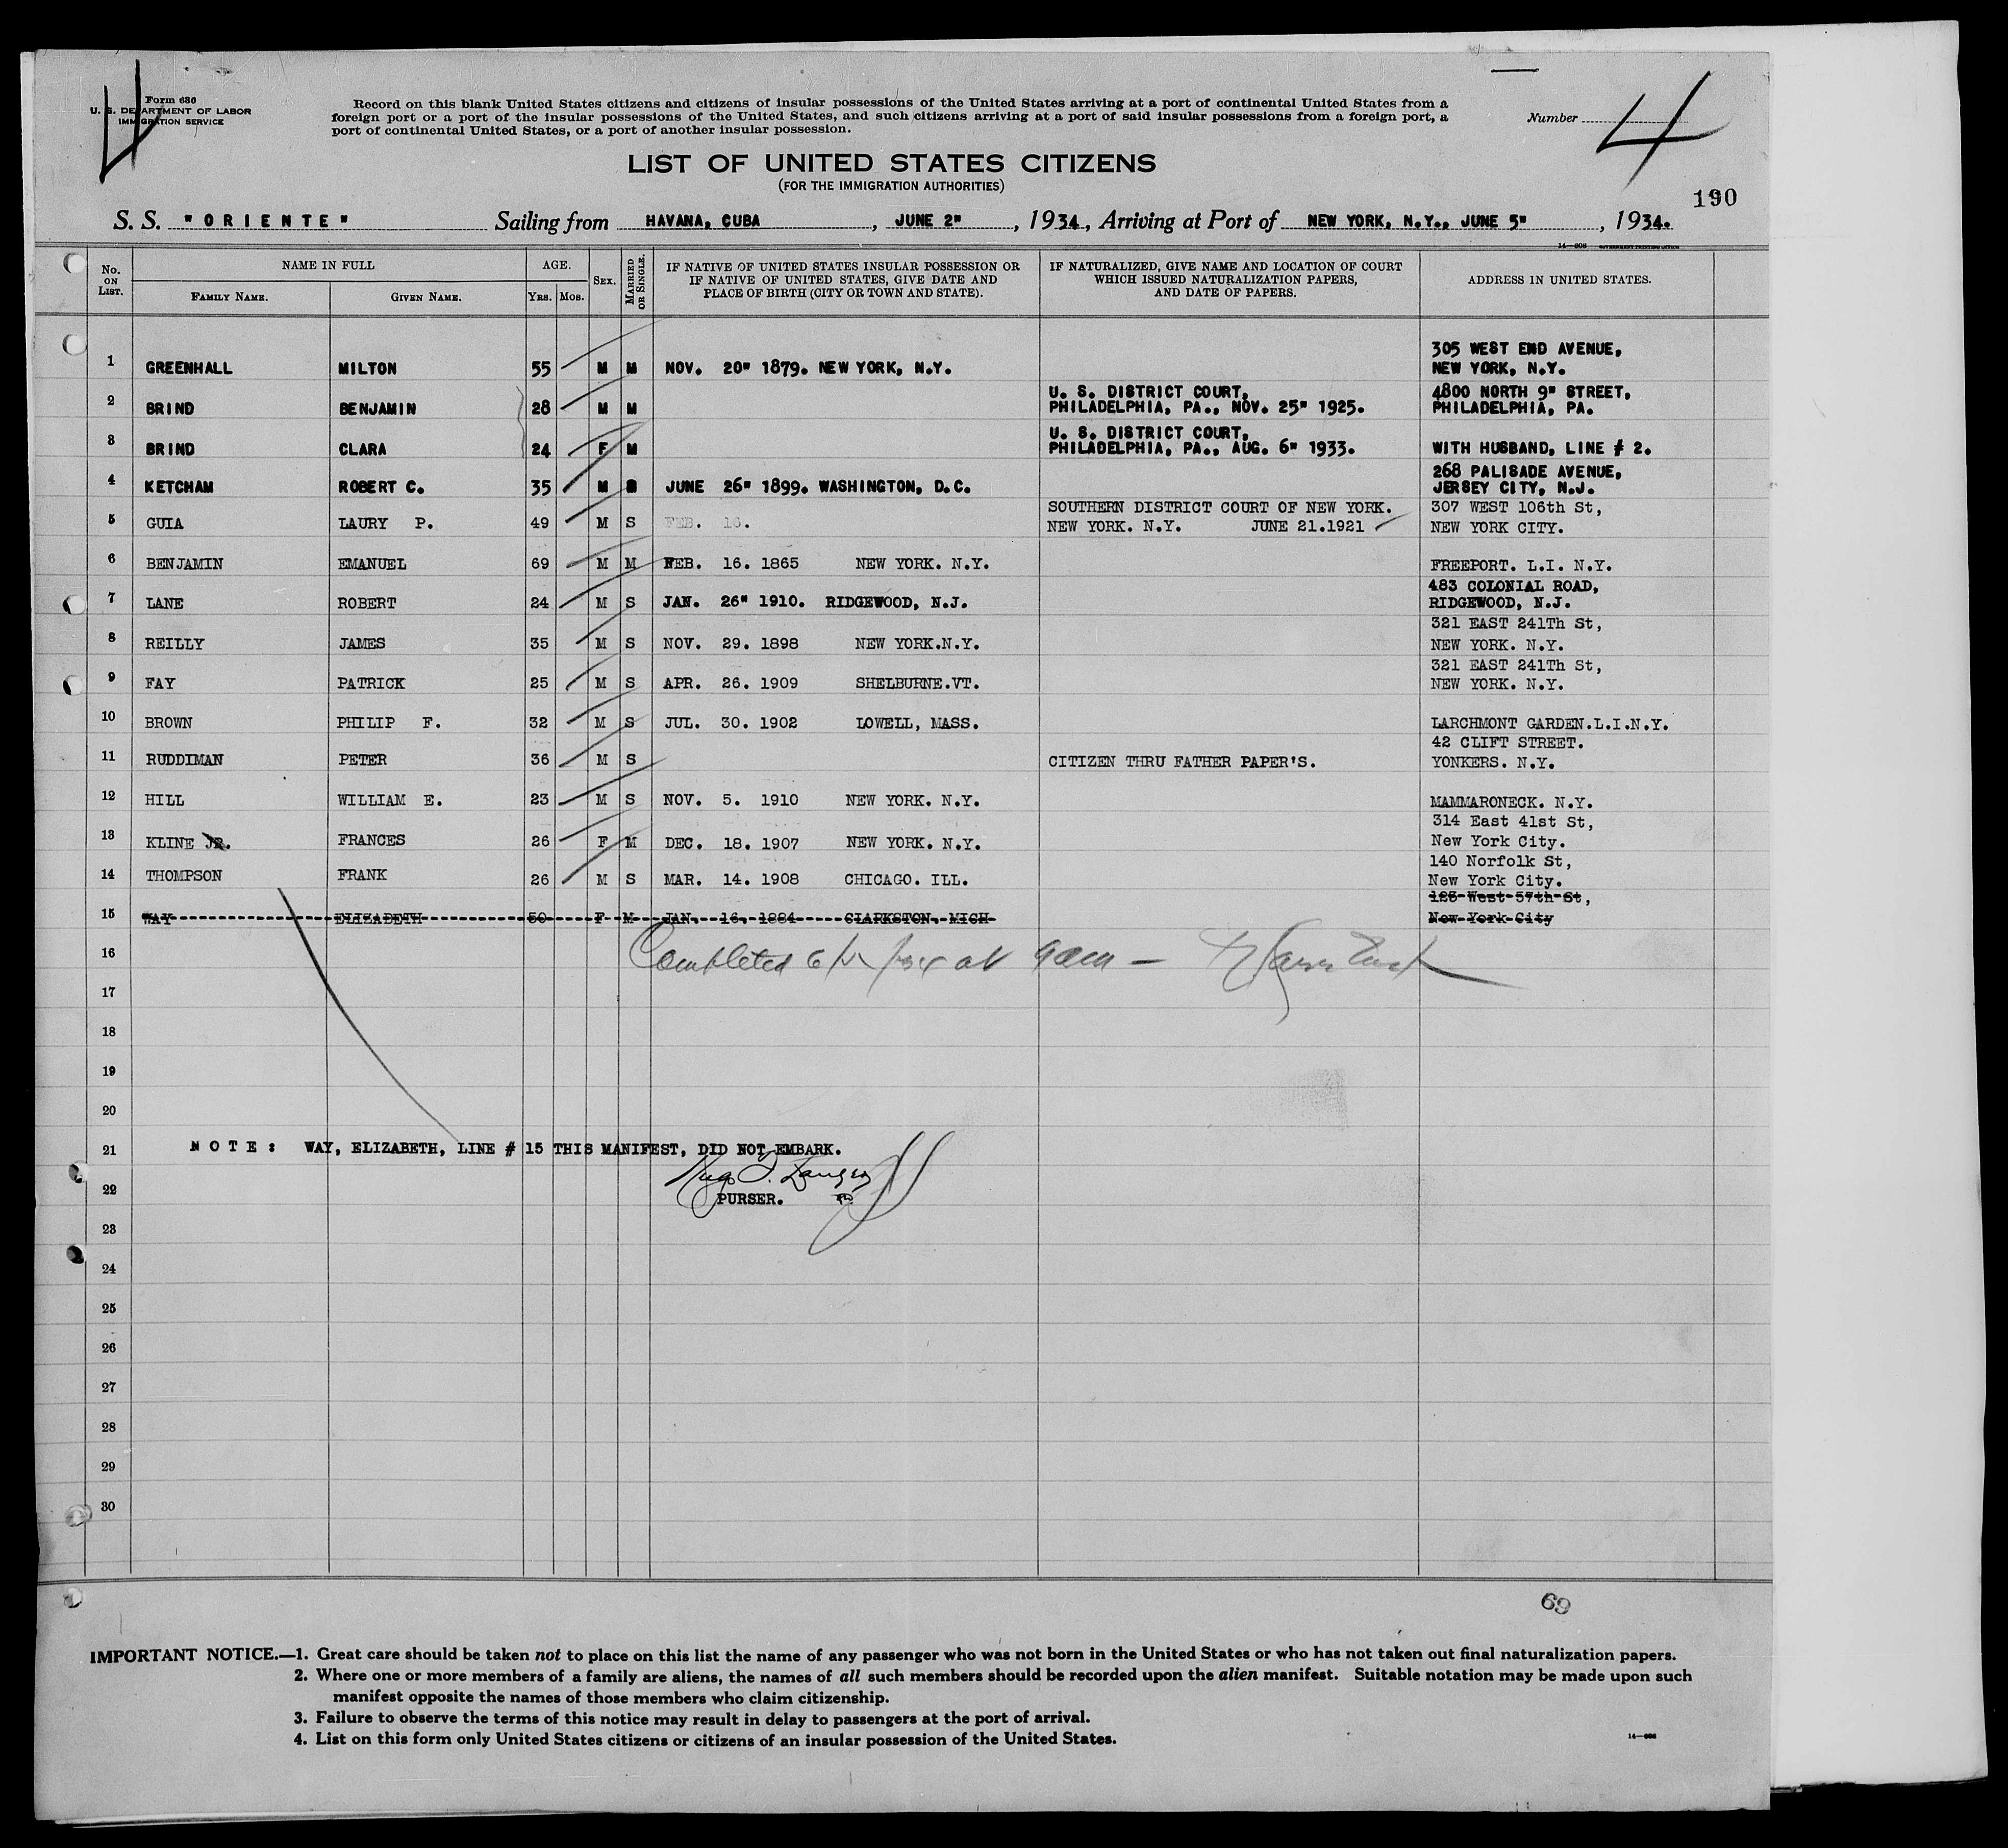 Form 630
U. S. DEPARTMENT OF LABOR
IMMIGRATION SERVICE
Record on this blank United States citizens and citizens of insular possessions of the United States arriving at a port of continental United States from a
foreign port or a port of the insular possessions of the United States, and such citizens arriving at a port of said insular possessions from a foreign port, a
port of continental United States, or a port of another insular possession.
Number 4
LIST OF UNITED STATES CITIZENS
(FOR THE IMMIGRATION AUTHORITIES)
190
S. S. "ORIENTE" Sailing from HAVANA, CUBA, JUNE 2", 1934, Arriving at Port of NEW YORK, N.Y., JUNE 5", 1934.
14—808 GOVERNMENT PRINTING OFFICE
No. ON LIST. NAME IN FULL FAMILY NAME. GIVEN NAME. AGE. YRS. MOS. SEX. MARRIED OR SINGLE. IF NATIVE OF UNITED STATES INSULAR POSSESSION OR IF NATIVE OF UNITED STATES, GIVE DATE AND PLACE OF BIRTH (CITY OR TOWN AND STATE). IF NATURALIZED, GIVE NAME AND LOCATION OF COURT WHICH ISSUED NATURALIZATION PAPERS, AND DATE OF PAPERS. ADDRESS IN UNITED STATES.
1 GREENHALL MILTON 55 M M NOV. 20" 1879. NEW YORK, N.Y. 305 WEST END AVENUE, NEW YORK, N.Y.
2 BRIND BENJAMIN 28 M M U. S. DISTRICT COURT, PHILADELPHIA, PA., NOV. 25" 1925. 4800 NORTH 9" STREET, PHILADELPHIA, PA.
3 BRIND CLARA 24 F M U. S. DISTRICT COURT, PHILADELPHIA, PA., AUG. 6" 1933. WITH HUSBAND, LINE # 2.
4 KETCHAM ROBERT C. 35 M JUNE 26" 1899. WASHINGTON, D.C. 268 PALISADE AVENUE, JERSEY CITY, N.J.
5 GUIA LAURY P. 49 M S FEB. 16. SOUTHERN DISTRICT COURT OF NEW YORK. NEW YORK. N.Y. JUNE 21.1921 307 WEST 106th St, NEW YORK CITY.
6 BENJAMIN EMANUEL 69 M M FEB. 16. 1865 NEW YORK. N.Y. FREEPORT. L.I. N.Y.
7 LANE ROBERT 24 M S JAN. 26" 1910. RIDGEWOOD, N.J. 483 COLONIAL ROAD, RIDGEWOOD, N.J.
8 REILLY JAMES 35 M S NOV. 29. 1898 NEW YORK.N.Y. 321 EAST 241Th St, NEW YORK. N.Y.
9 FAY PATRICK 25 M S APR. 26. 1909 SHELBURNE.VT. 321 EAST 241Th St, NEW YORK. N.Y.
10 BROWN PHILIP F. 32 M S JUL. 30. 1902 LOWELL, MASS. LARCHMONT GARDEN.L.I.N.Y.
11 RUDDIMAN PETER 36 M S CITIZEN THRU FATHER PAPER'S. 42 CLIFT STREET. YONKERS. N.Y.
12 HILL WILLIAM E. 23 M S NOV. 5. 1910 NEW YORK. N.Y. MAMMARONECK. N.Y.
13 KLINE JR. FRANCES 26 F M DEC. 18. 1907 NEW YORK. N.Y. 314 East 41st St, New York City.
14 THOMPSON FRANK 26 M S MAR. 14. 1908 CHICAGO. ILL. 140 Norfolk St, New York City.
15 WAY ELIZABETH 50 F M JAN. 16. 1884 CLARKSTON. MICH West 57th St, New York City
16 Completed at 9am —
17
18
19
20
21 NOTE: WAY, ELIZABETH, LINE # 15 THIS MANIFEST, DID NOT EMBARK.
22 PURSER.
23
24
25
26
27
28
29
30
69
IMPORTANT NOTICE.—1. Great care should be taken not to place on this list the name of any passenger who was not born in the United States or who has not taken out final naturalization papers.
2. Where one or more members of a family are aliens, the names of all such members should be recorded upon the alien manifest. Suitable notation may be made upon such
manifest opposite the names of those members who claim citizenship.
3. Failure to observe the terms of this notice may result in delay to passengers at the port of arrival.
4. List on this form only United States citizens or citizens of an insular possession of the United States.
14—808